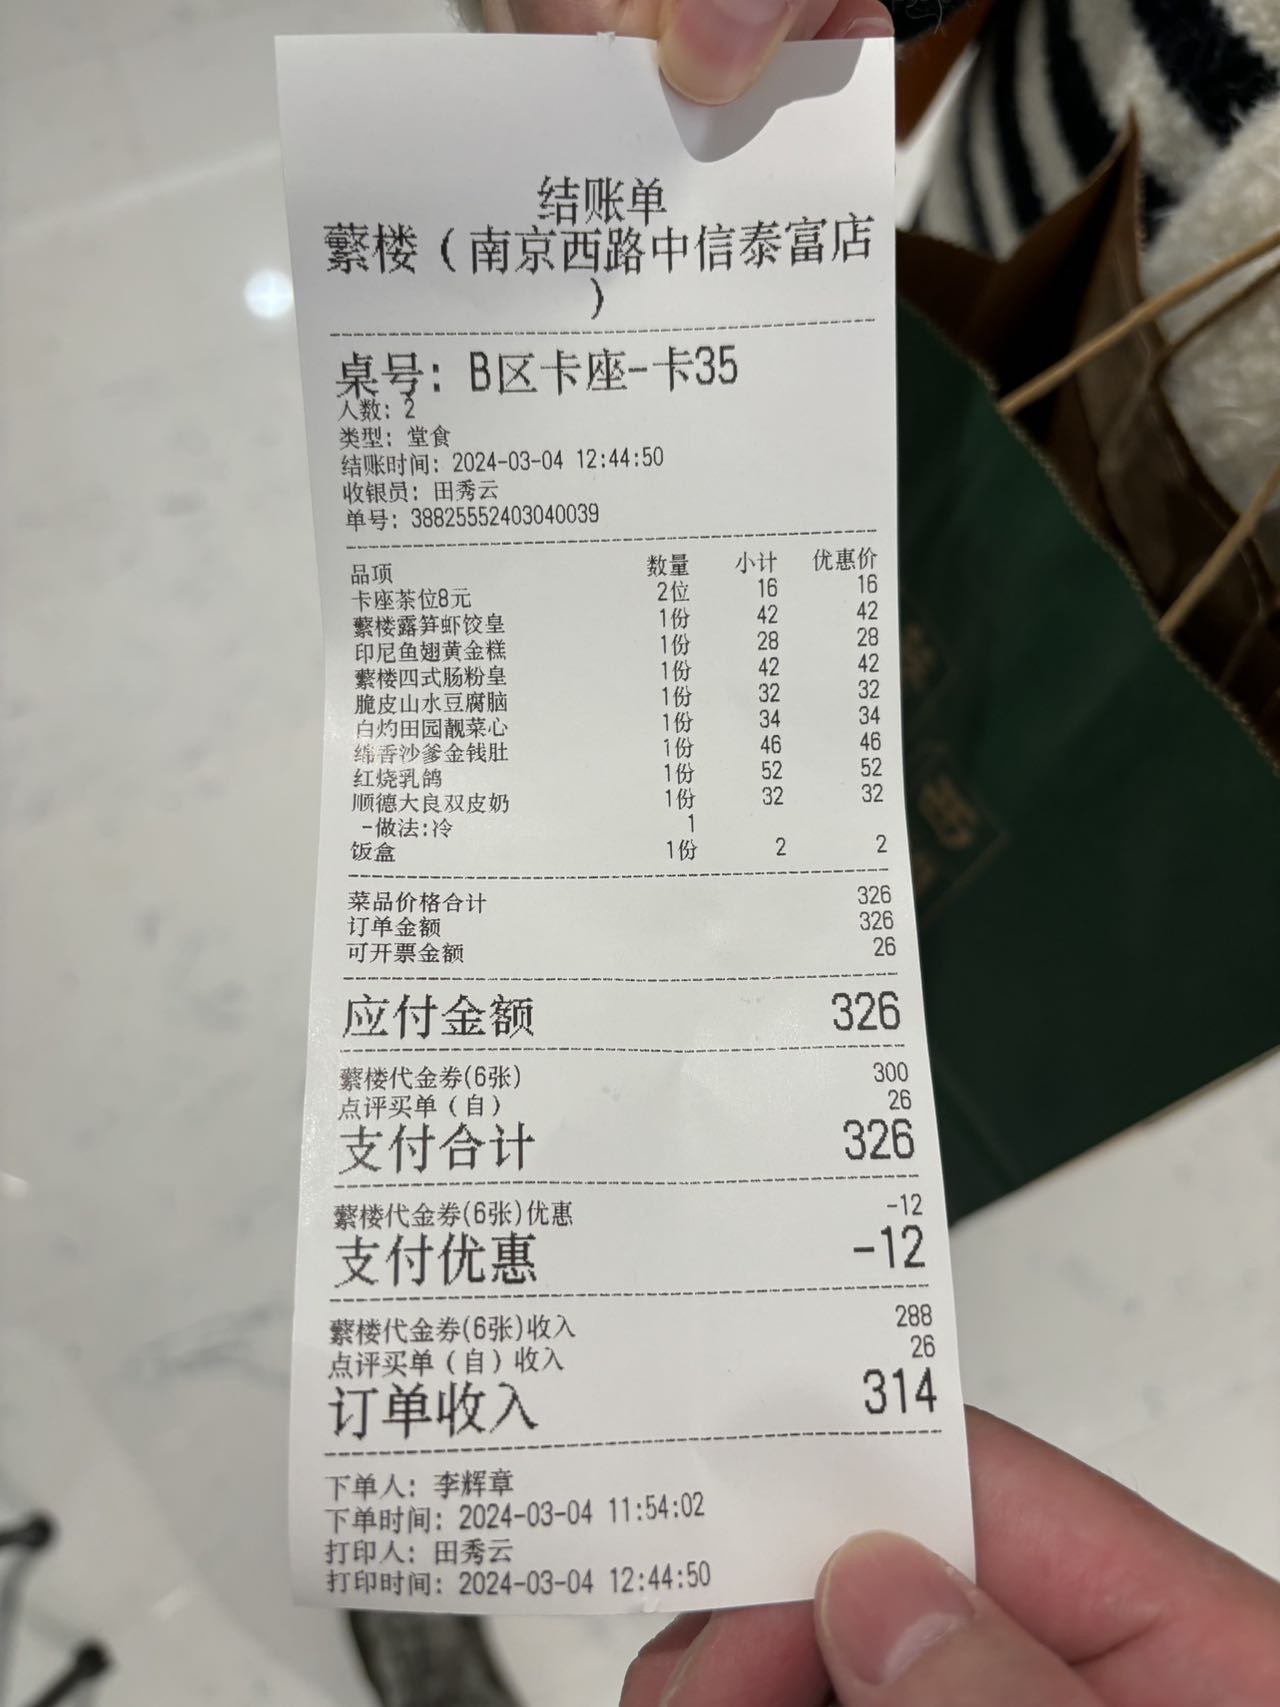 结账单
蘩楼（南京西路中信泰富店
）
桌号: B区卡座-卡35
人数: 2
类型: 堂食
结账时间: 2024-03-04 12:44:50
收银员: 田秀云
单号: 38825552403040039
品项 数量 小计 优惠价
卡座茶位8元 2位 16 16
蘩楼露笋虾饺皇 1份 42 42
印尼鱼翅黄金糕 1份 28 28
蘩楼四式肠粉皇 1份 42 42
脆皮山水豆腐脑 1份 32 32
白灼田园靓菜心 1份 34 34
绵香沙爹金钱肚 1份 46 46
红烧乳鸽 1份 52 52
顺德大良双皮奶 1份 32 32
-做法:冷 1
饭盒 1份 2 2
菜品价格合计 326
订单金额 326
可开票金额 26
应付金额 326
蘩楼代金券(6张) 300
点评买单（自） 26
支付合计 326
蘩楼代金券(6张)优惠 -12
支付优惠 -12
蘩楼代金券(6张)收入 288
点评买单（自）收入 26
订单收入 314
下单人: 李辉章
下单时间: 2024-03-04 11:54:02
打印人: 田秀云
打印时间: 2024-03-04 12:44:50